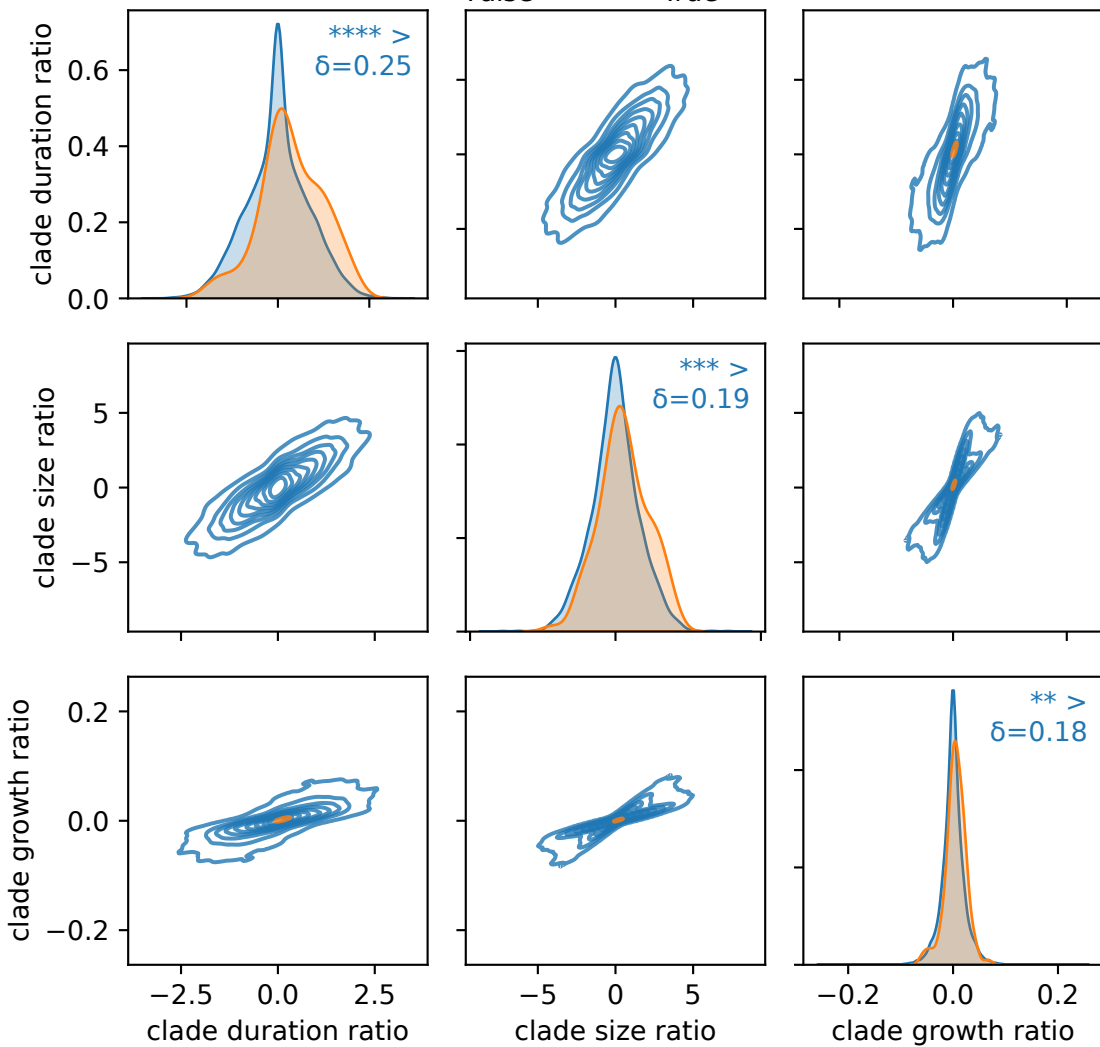 clade duration ratio
0.6
0.4
0.2
0.0
**** >
δ=0.25
clade size ratio
5
0
−5
*** >
δ=0.19
clade growth ratio
0.2
0.0
−0.2
** >
δ=0.18
−2.5 0.0 2.5
−5 0 5
−0.2 0.0 0.2
clade duration ratio
clade size ratio
clade growth ratio